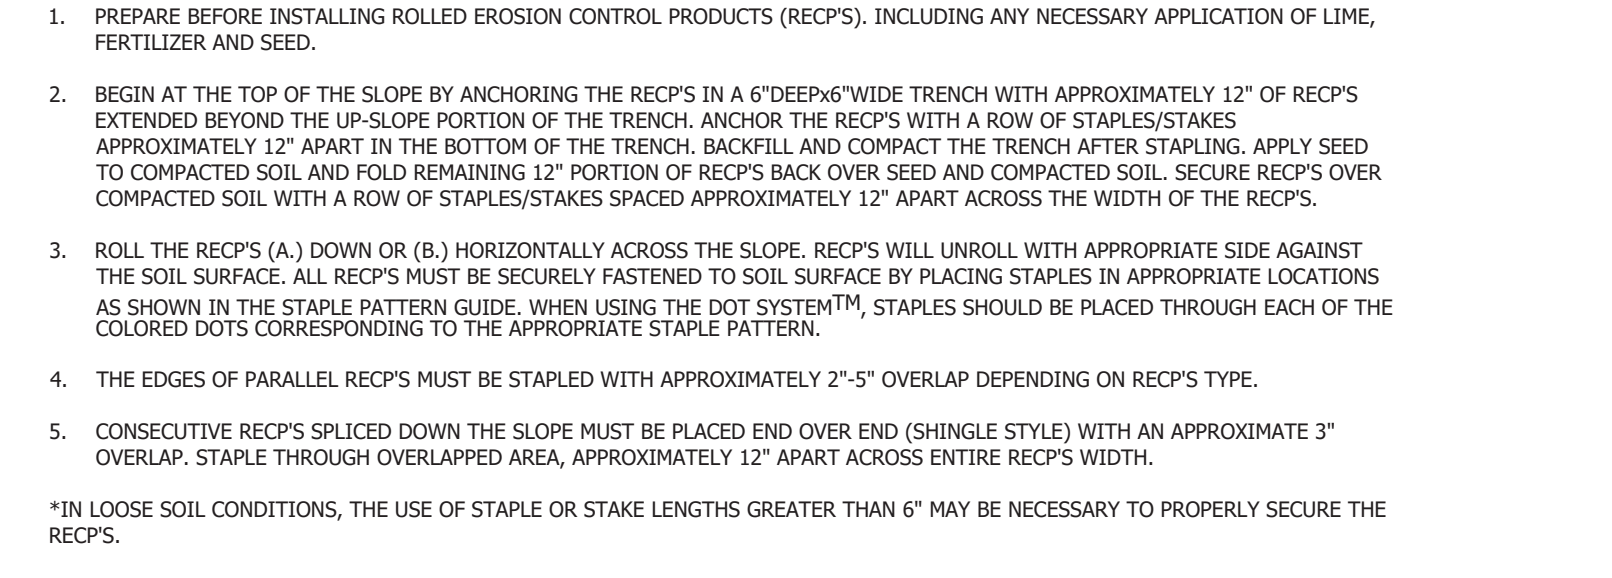 1. PREPARE BEFORE INSTALLING ROLLED EROSION CONTROL PRODUCTS (RECP'S). INCLUDING ANY NECESSARY APPLICATION OF LIME,
FERTILIZER AND SEED.
2. BEGIN AT THE TOP OF THE SLOPE BY ANCHORING THE RECP'S IN A 6"DEEPx6"WIDE TRENCH WITH APPROXIMATELY 12" OF RECP'S
EXTENDED BEYOND THE UP-SLOPE PORTION OF THE TRENCH. ANCHOR THE RECP'S WITH A ROW OF STAPLES/STAKES
APPROXIMATELY 12" APART IN THE BOTTOM OF THE TRENCH. BACKFILL AND COMPACT THE TRENCH AFTER STAPLING. APPLY SEED
TO COMPACTED SOIL AND FOLD REMAINING 12" PORTION OF RECP'S BACK OVER SEED AND COMPACTED SOIL. SECURE RECP'S OVER
COMPACTED SOIL WITH A ROW OF STAPLES/STAKES SPACED APPROXIMATELY 12" APART ACROSS THE WIDTH OF THE RECP'S.
3. ROLL THE RECP'S (A.) DOWN OR (B.) HORIZONTALLY ACROSS THE SLOPE. RECP'S WILL UNROLL WITH APPROPRIATE SIDE AGAINST
THE SOIL SURFACE. ALL RECP'S MUST BE SECURELY FASTENED TO SOIL SURFACE BY PLACING STAPLES IN APPROPRIATE LOCATIONS
AS SHOWN IN THE STAPLE PATTERN GUIDE. WHEN USING THE DOT SYSTEM™, STAPLES SHOULD BE PLACED THROUGH EACH OF THE
COLORED DOTS CORRESPONDING TO THE APPROPRIATE STAPLE PATTERN.
4. THE EDGES OF PARALLEL RECP'S MUST BE STAPLED WITH APPROXIMATELY 2"-5" OVERLAP DEPENDING ON RECP'S TYPE.
5. CONSECUTIVE RECP'S SPLICED DOWN THE SLOPE MUST BE PLACED END OVER END (SHINGLE STYLE) WITH AN APPROXIMATE 3"
OVERLAP. STAPLE THROUGH OVERLAPPED AREA, APPROXIMATELY 12" APART ACROSS ENTIRE RECP'S WIDTH.
*IN LOOSE SOIL CONDITIONS, THE USE OF STAPLE OR STAKE LENGTHS GREATER THAN 6" MAY BE NECESSARY TO PROPERLY SECURE THE
RECP'S.